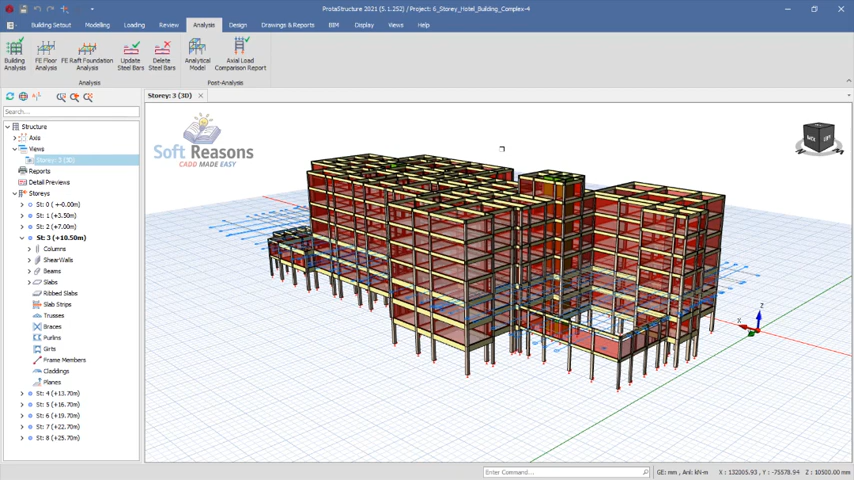 ProtaStructure 2021 (5.1.252) / Project: 6_Storey_Hotel_Building_Complex-4
Building Setout Modelling Loading Review Analysis Design Drawings & Reports BIM Display Views Help
Building Analysis
FE Floor Analysis
FE Raft Foundation Analysis
Update Steel Bars
Delete Steel Bars
Analytical Model
Axial Load Comparison Report
Analysis
Post-Analysis
Storey: 3 (3D)
Search...
Structure
Axis
Views
Storey: 3 (3D)
Reports
Detail Previews
Storeys
St: 0 (+-0.00m)
St: 1 (+3.50m)
St: 2 (+7.00m)
St: 3 (+10.50m)
Columns
ShearWalls
Beams
Slabs
Ribbed Slabs
Slab Strips
Trusses
Braces
Purlins
Girts
Frame Members
Claddings
Planes
St: 4 (+13.70m)
St: 5 (+16.70m)
St: 6 (+19.70m)
St: 7 (+22.70m)
St: 8 (+25.70m)
Soft Reasons
CADD MADE EASY
Z
X
Enter Command...
GE: mm, Anl: kN-m
X : 132005.93
Y : -75578.94
Z : 10500.00 mm